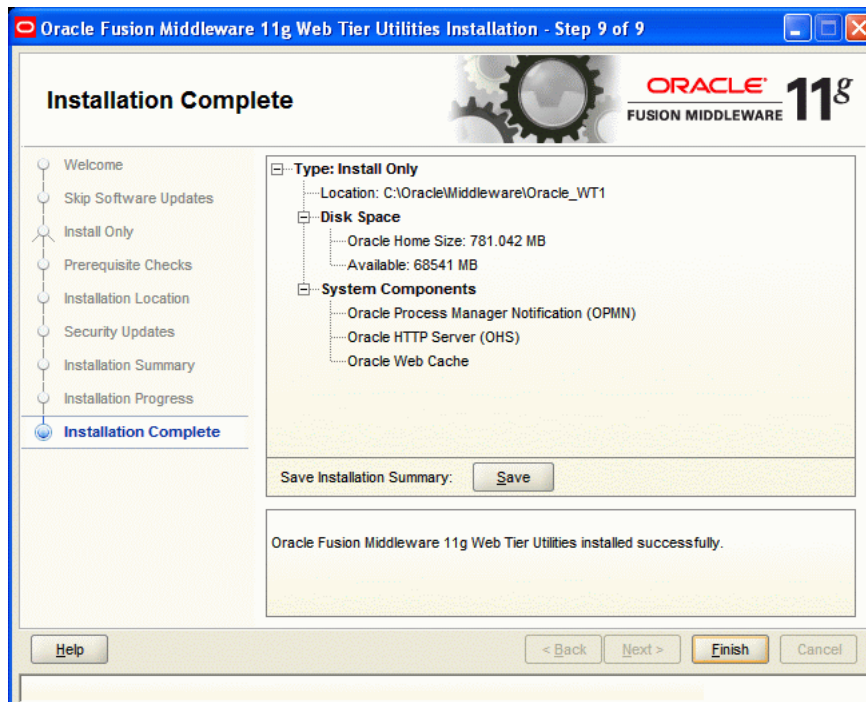 Oracle Fusion Middleware 11g Web Tier Utilities Installation - Step 9 of 9
Installation Complete
ORACLE
FUSION MIDDLEWARE 11g
Welcome
Skip Software Updates
Install Only
Prerequisite Checks
Installation Location
Security Updates
Installation Summary
Installation Progress
Installation Complete
Type: Install Only
Location: C:\Oracle\Middleware\Oracle_WT1
Disk Space
Oracle Home Size: 781.042 MB
Available: 68541 MB
System Components
Oracle Process Manager Notification (OPMN)
Oracle HTTP Server (OHS)
Oracle Web Cache
Save Installation Summary: Save
Oracle Fusion Middleware 11g Web Tier Utilities installed successfully.
Help < Back Next > Finish Cancel